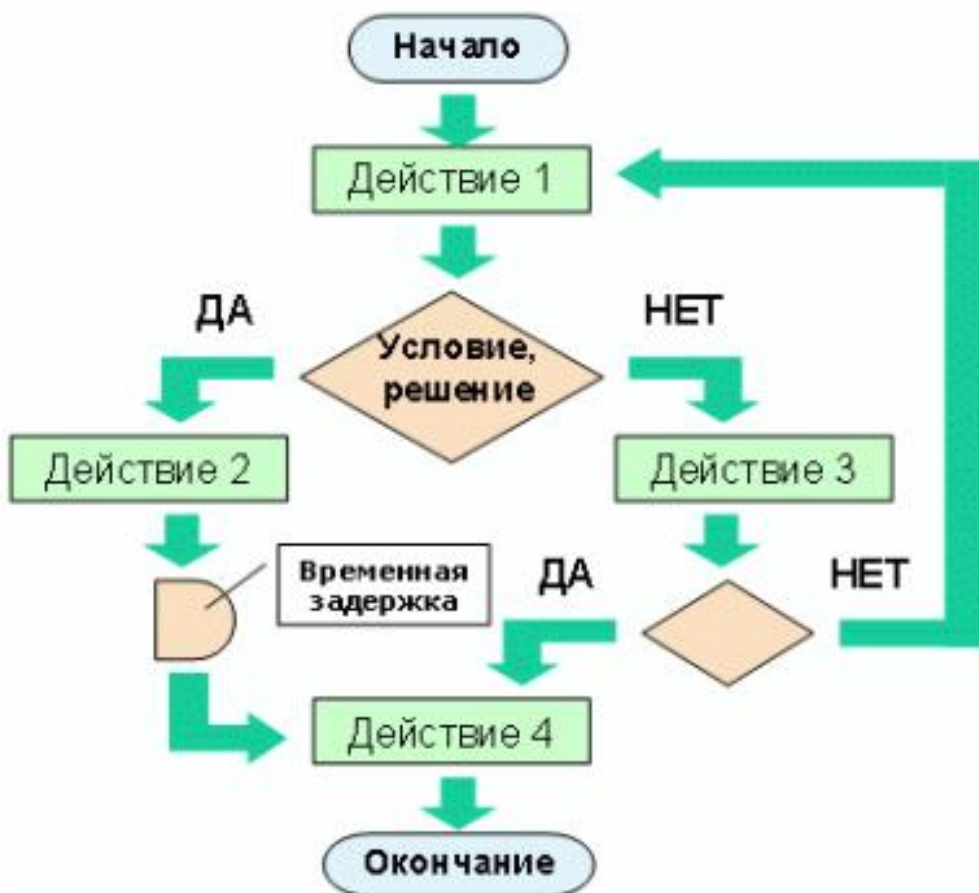 Начало
Действие 1
ДА
НЕТ
Условие,
решение
Действие 2
Действие 3
Временная
задержка
ДА
НЕТ
Действие 4
Окончание